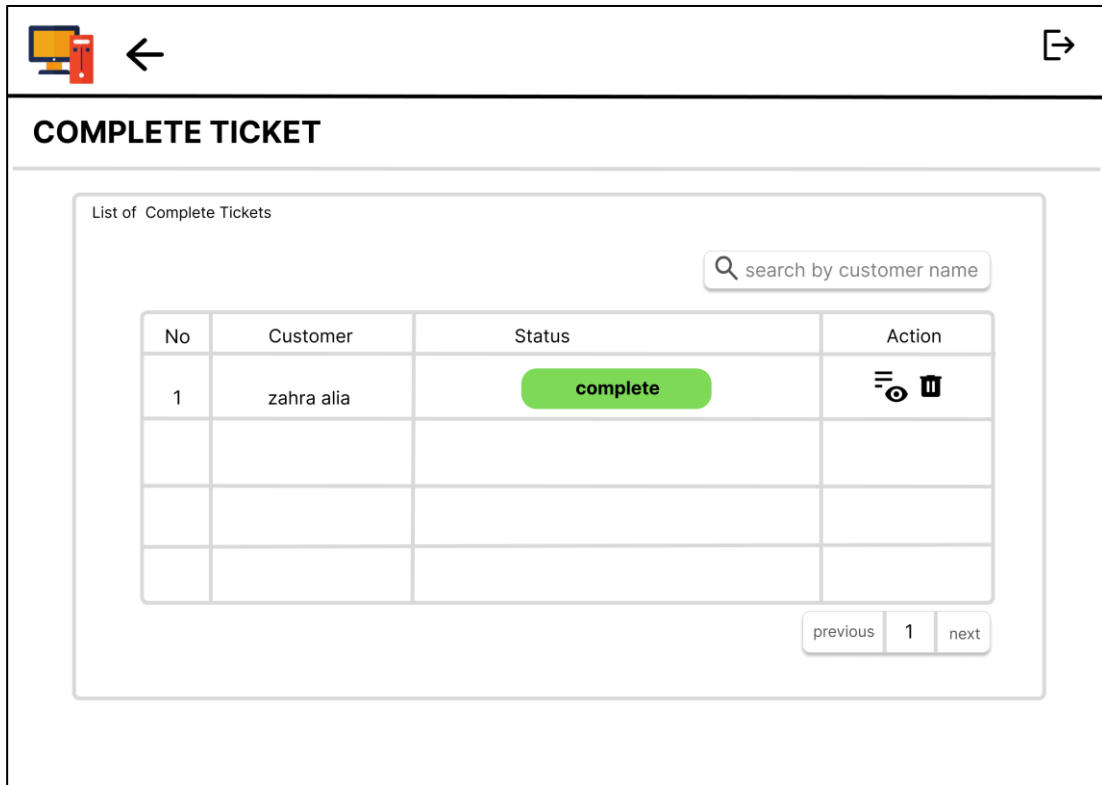 COMPLETE TICKET
List of Complete Tickets
search by customer name
No Customer Status Action
1 zahra alia complete
previous 1 next